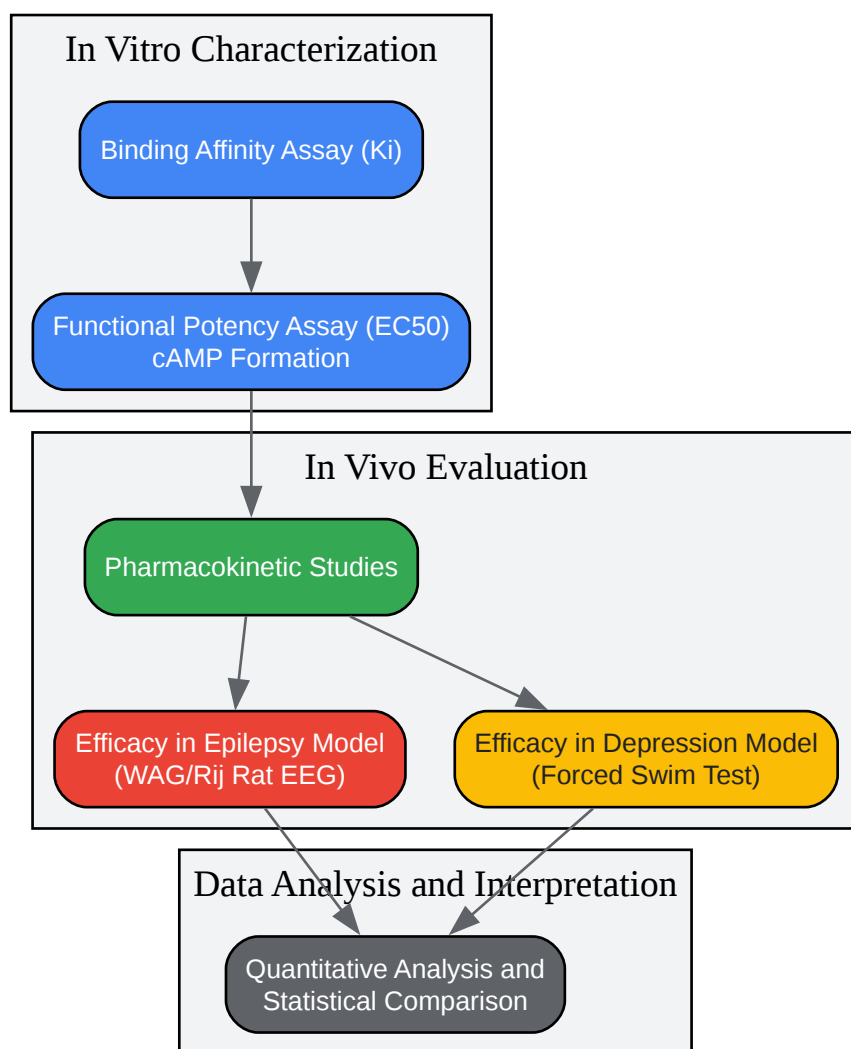 In Vitro Characterization
Binding Affinity Assay (Ki)
Functional Potency Assay (EC50)
cAMP Formation
In Vivo Evaluation
Pharmacokinetic Studies
Efficacy in Epilepsy Model
(WAG/Rij Rat EEG)
Efficacy in Depression Model
(Forced Swim Test)
Data Analysis and Interpretation
Quantitative Analysis and
Statistical Comparison